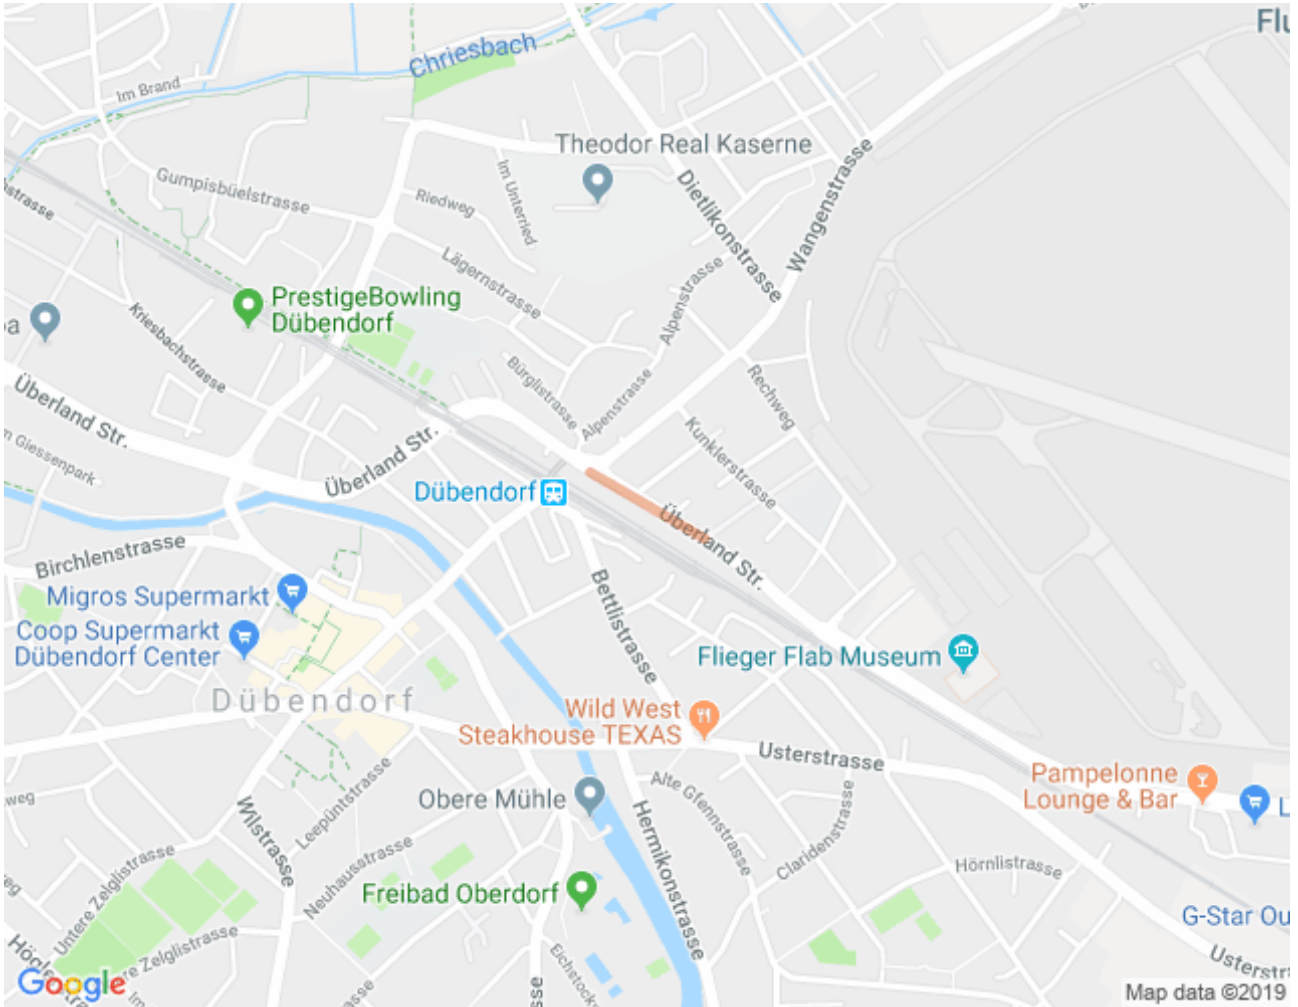 Flu
Chriesbach
Im Brand
Theodor Real Kaserne
Gumpisbüelstrasse
Riedweg
Im Unterried
Dietlikonstrasse
Wangenstrasse
Lägernstrasse
Alpenstrasse
PrestigeBowling
Dübendorf
Kriesbachstrasse
Bürglistrasse
Alpenstrasse
Rechweg
Überland Str.
Überland Str.
Kunklerstrasse
Giessenpark
Dübendorf
Überland Str.
Birchlenstrasse
Bettlistrasse
Migros Supermarkt
Coop Supermarkt
Dübendorf Center
Flieger Flab Museum
Dübendorf
Wild West
Steakhouse TEXAS
Usterstrasse
Pampelonne
Lounge & Bar
L
Obere Mühle
Alte Gfennstrasse
Leepüntstrasse
Wilstrasse
Hermikonstrasse
Claridenstrasse
Hörnlistrasse
Neuhausstrasse
Freibad Oberdorf
Untere Zelglistrasse
G-Star Ou
Zelglistrasse
Usterstr
Google
Map data ©2019